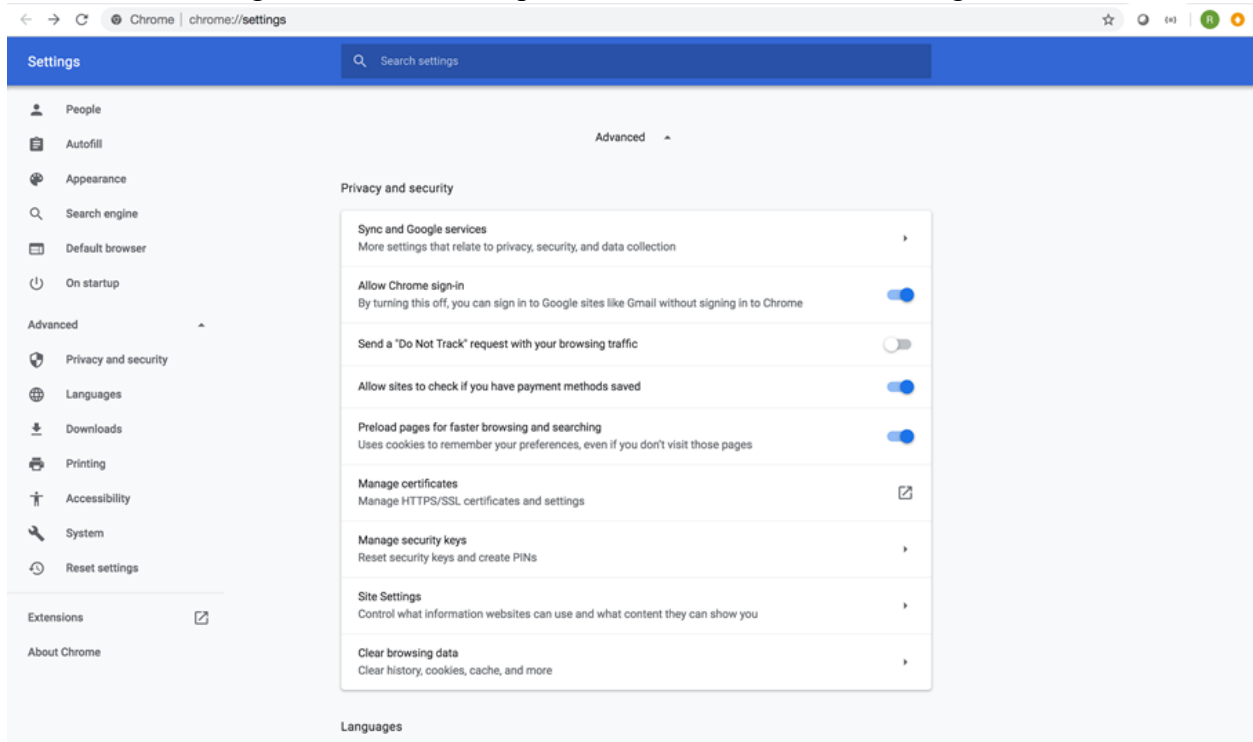 Chrome | chrome://settings
R
Settings
Search settings
People
Autofill
Appearance
Search engine
Default browser
On startup
Advanced
Privacy and security
Languages
Downloads
Printing
Accessibility
System
Reset settings
Extensions
About Chrome
Advanced
Privacy and security
Sync and Google services
More settings that relate to privacy, security, and data collection
Allow Chrome sign-in
By turning this off, you can sign in to Google sites like Gmail without signing in to Chrome
Send a "Do Not Track" request with your browsing traffic
Allow sites to check if you have payment methods saved
Preload pages for faster browsing and searching
Uses cookies to remember your preferences, even if you don't visit those pages
Manage certificates
Manage HTTPS/SSL certificates and settings
Manage security keys
Reset security keys and create PINs
Site Settings
Control what information websites can use and what content they can show you
Clear browsing data
Clear history, cookies, cache, and more
Languages